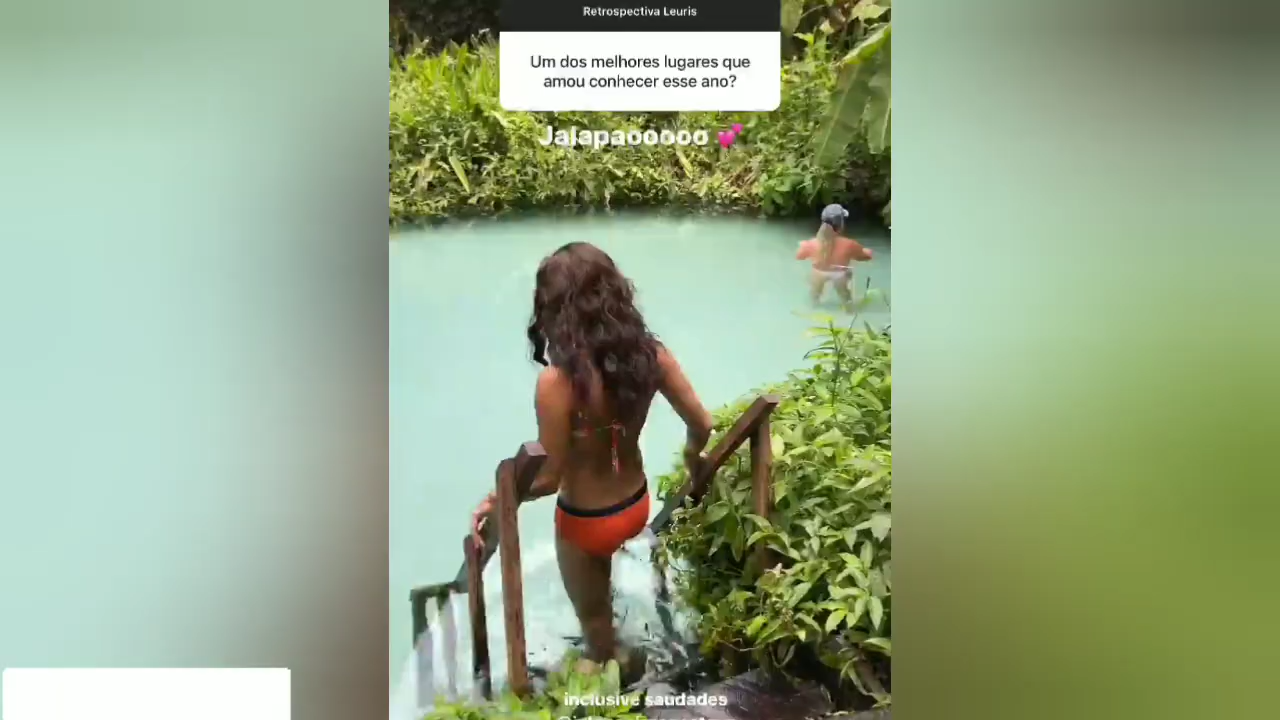 Retrospectiva Leuris
Um dos melhores lugares que
amou conhecer esse ano?
Jalapaooooo
inclusive saudades